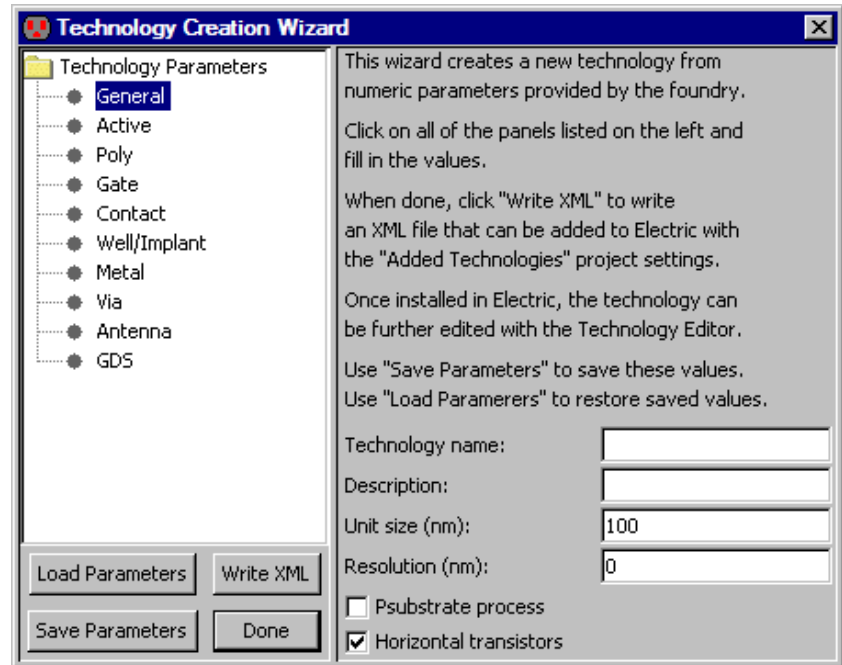 Technology Creation Wizard
Technology Parameters
General
Active
Poly
Gate
Contact
Well/Implant
Metal
Via
Antenna
GDS
Load Parameters
Write XML
Save Parameters
Done
This wizard creates a new technology from
numeric parameters provided by the foundry.
Click on all of the panels listed on the left and
fill in the values.
When done, click "Write XML" to write
an XML file that can be added to Electric with
the "Added Technologies" project settings.
Once installed in Electric, the technology can
be further edited with the Technology Editor.
Use "Save Parameters" to save these values.
Use "Load Paramerers" to restore saved values.
Technology name:
Description:
Unit size (nm): 100
Resolution (nm): 0
Psubstrate process
Horizontal transistors